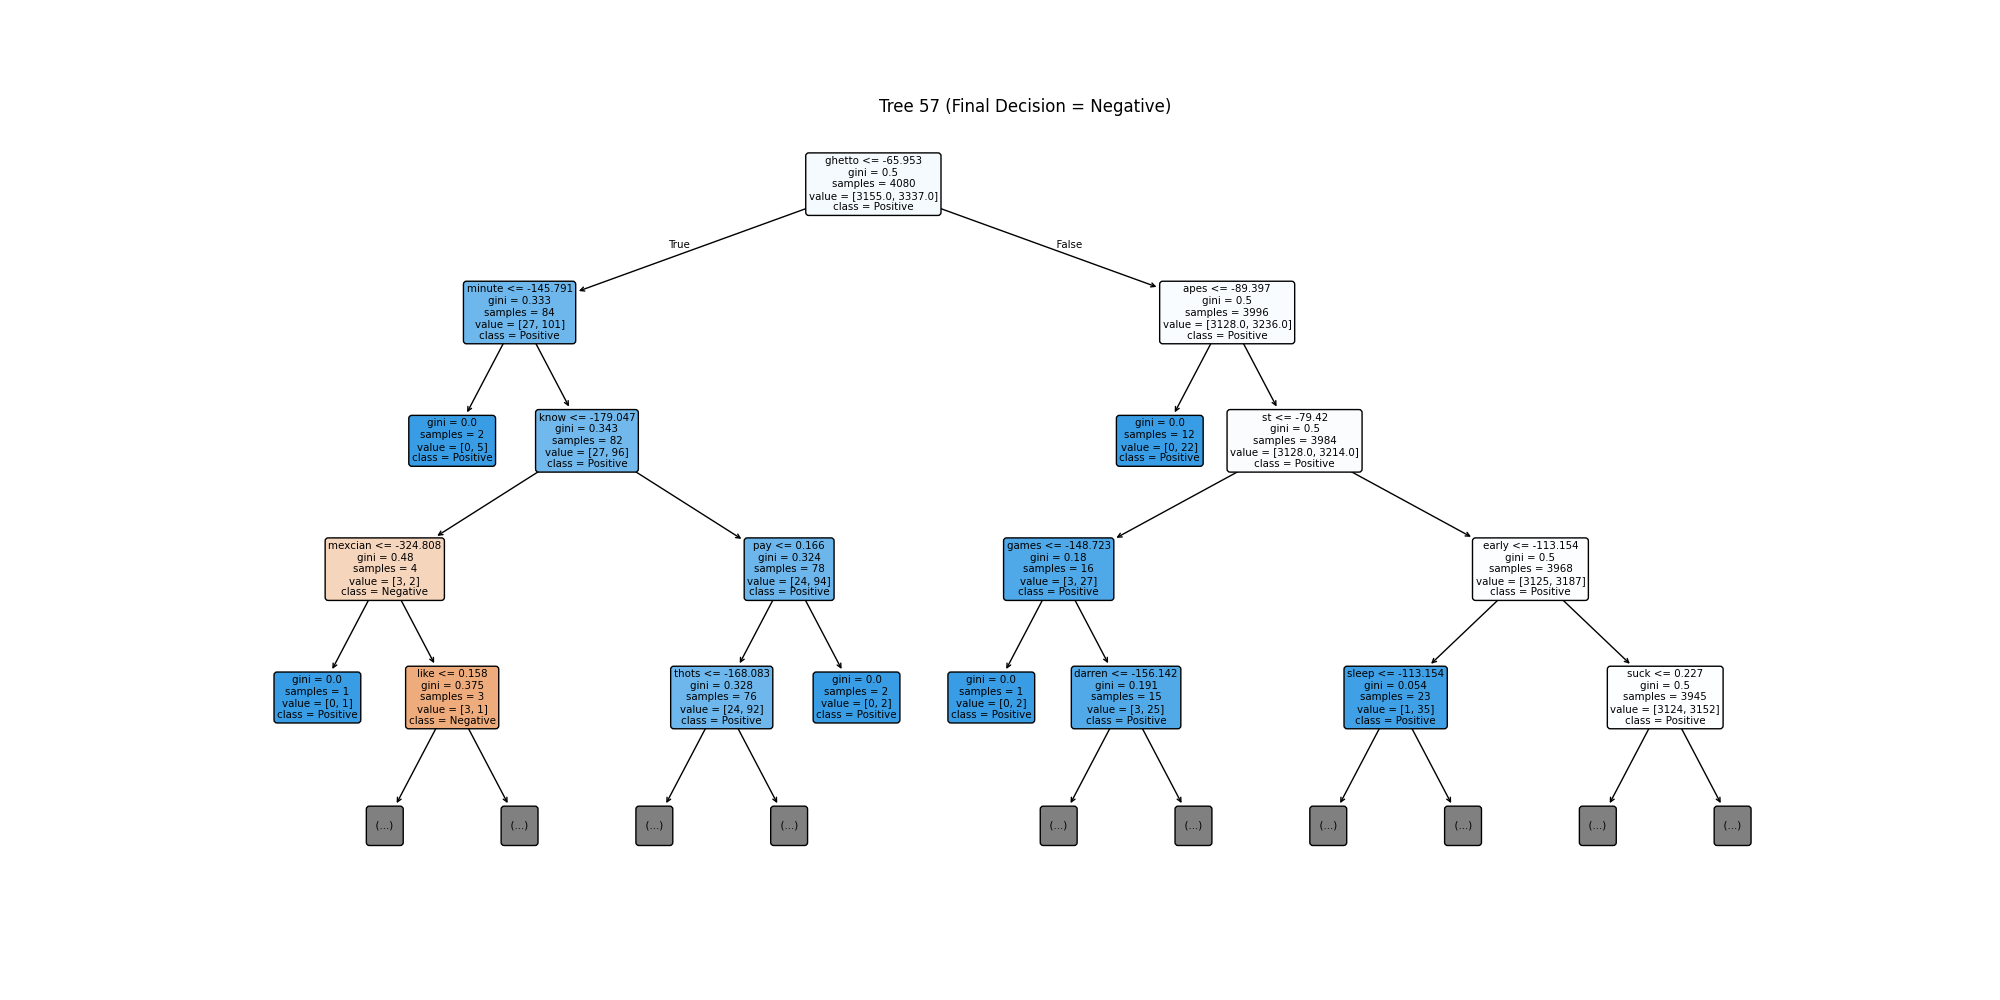 Tree 57 (Final Decision = Negative)
ghetto <= -65.953
gini = 0.5
samples = 4080
value = [3155.0, 3337.0]
class = Positive
True
False
minute <= -145.791
gini = 0.333
samples = 84
value = [27, 101]
class = Positive
apes <= -89.397
gini = 0.5
samples = 3996
value = [3128.0, 3236.0]
class = Positive
gini = 0.0
samples = 2
value = [0, 5]
class = Positive
know <= -179.047
gini = 0.343
samples = 82
value = [27, 96]
class = Positive
gini = 0.0
samples = 12
value = [0, 22]
class = Positive
st <= -79.42
gini = 0.5
samples = 3984
value = [3128.0, 3214.0]
class = Positive
mexcian <= -324.808
gini = 0.48
samples = 4
value = [3, 2]
class = Negative
pay <= 0.166
gini = 0.324
samples = 78
value = [24, 94]
class = Positive
games <= -148.723
gini = 0.18
samples = 16
value = [3, 27]
class = Positive
early <= -113.154
gini = 0.5
samples = 3968
value = [3125, 3187]
class = Positive
gini = 0.0
samples = 1
value = [0, 1]
class = Positive
like <= 0.158
gini = 0.375
samples = 3
value = [3, 1]
class = Negative
thots <= -168.083
gini = 0.328
samples = 76
value = [24, 92]
class = Positive
gini = 0.0
samples = 2
value = [0, 2]
class = Positive
gini = 0.0
samples = 1
value = [0, 2]
class = Positive
darren <= -156.142
gini = 0.191
samples = 15
value = [3, 25]
class = Positive
sleep <= -113.154
gini = 0.054
samples = 23
value = [1, 35]
class = Positive
suck <= 0.227
gini = 0.5
samples = 3945
value = [3124, 3152]
class = Positive
(...)
(...)
(...)
(...)
(...)
(...)
(...)
(...)
(...)
(...)